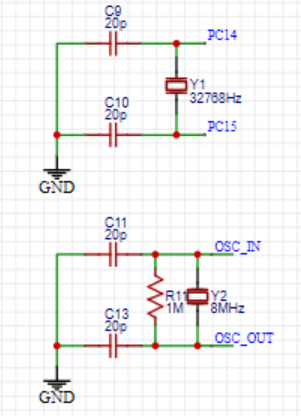 C9
20p
PC14
Y1
32768Hz
C10
20p
PC15
GND
C11
20p
OSC_IN
R11
1M
Y2
8MHz
C13
20p
OSC_OUT
GND